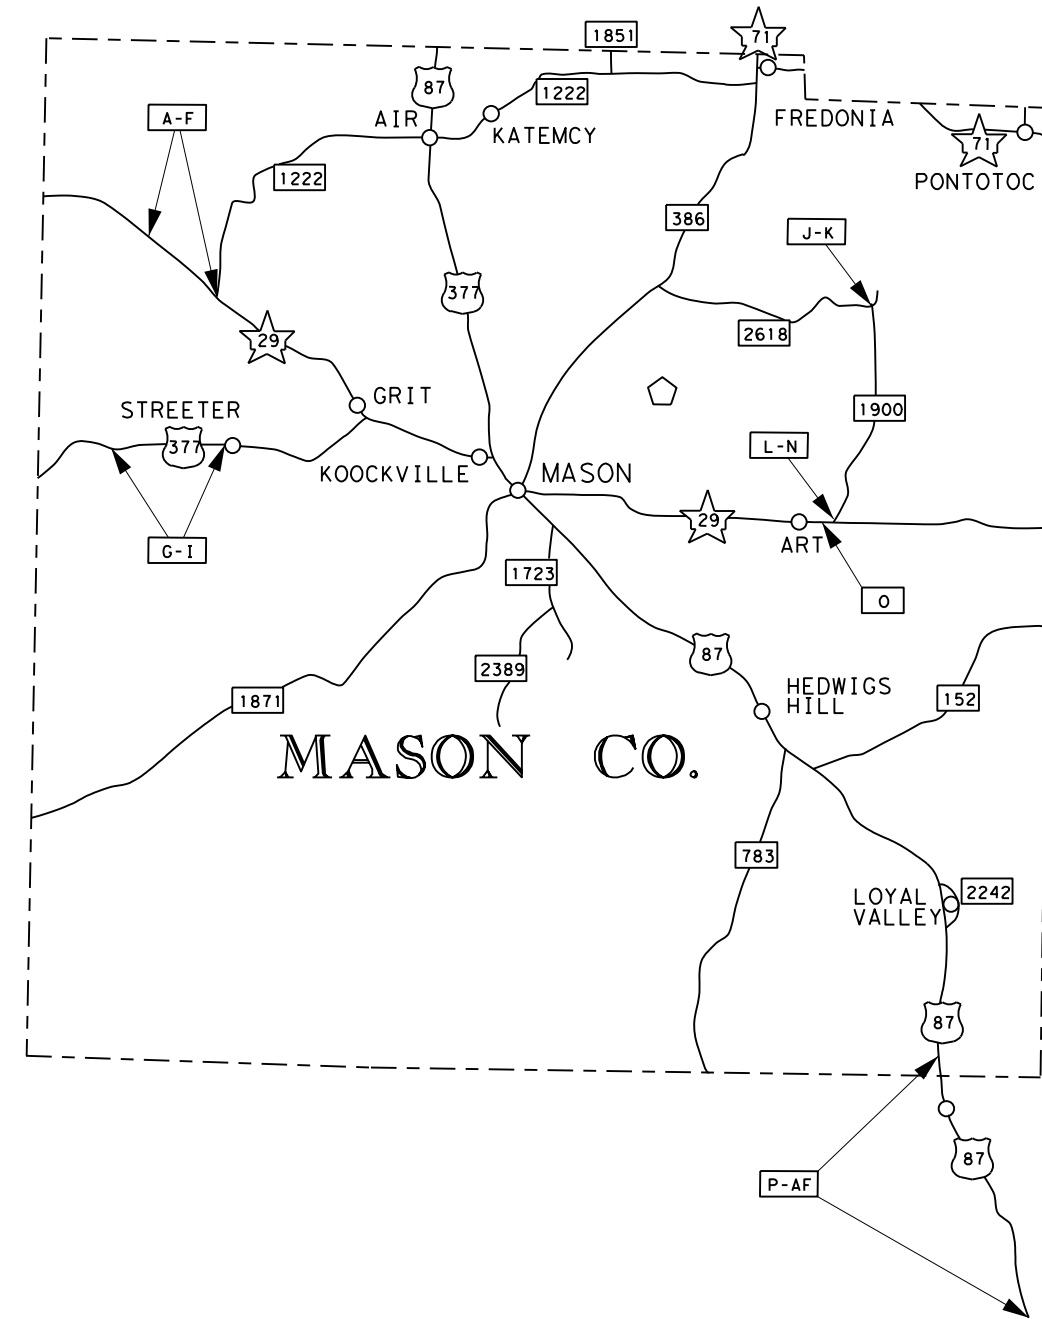 1851
71
87
1222
A-F
AIR
KATEMCY
FREDONIA
71
1222
PONTOTOC
386
J-K
377
29
2618
GRIT
STREETER
1900
377
L-N
KOOCKVILLE
MASON
29
ART
G-I
1723
O
87
2389
HEDWIGS
HILL
1871
152
MASON CO.
783
LOYAL
VALLEY
2242
87
87
P-AF